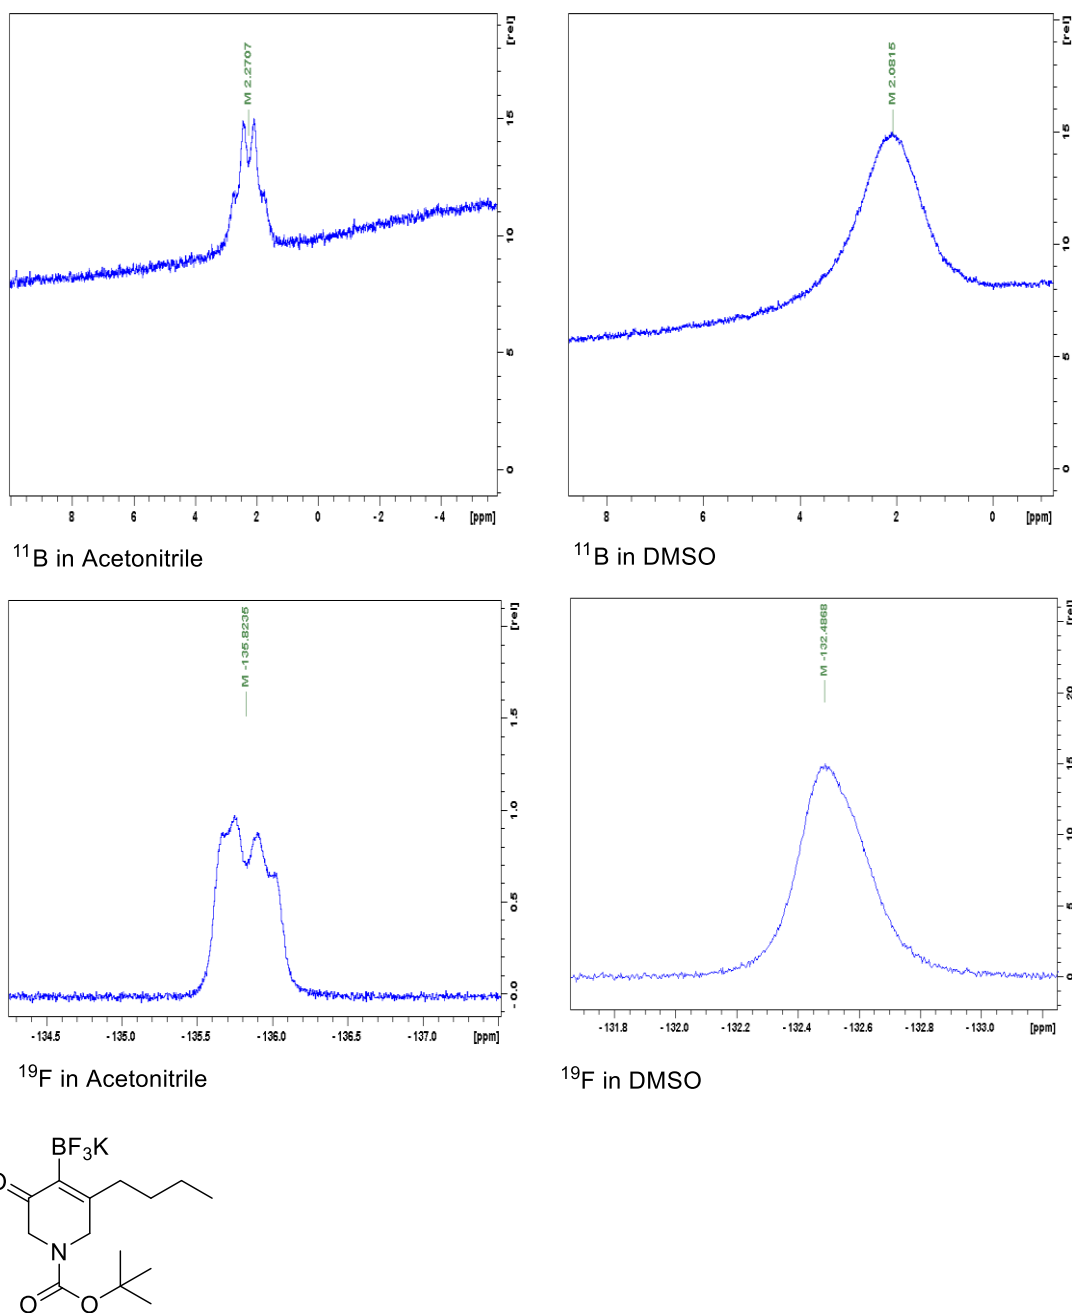 [rel]
M 2.2707
15
10
5
0
8 6 4 2 0 -2 -4 [ppm]
¹¹B in Acetonitrile
[rel]
M 2.0815
15
10
5
0
8 6 4 2 0 [ppm]
¹¹B in DMSO
[rel]
M -135.8235
1.5
1.0
0.5
-0.0
-134.5 -135.0 -135.5 -136.0 -136.5 -137.0 [ppm]
¹⁹F in Acetonitrile
[rel]
M -132.4868
20
15
5
0
-131.8 -132.0 -132.2 -132.4 -132.6 -132.8 -133.0 [ppm]
¹⁹F in DMSO
BF₃K
O
N
O O